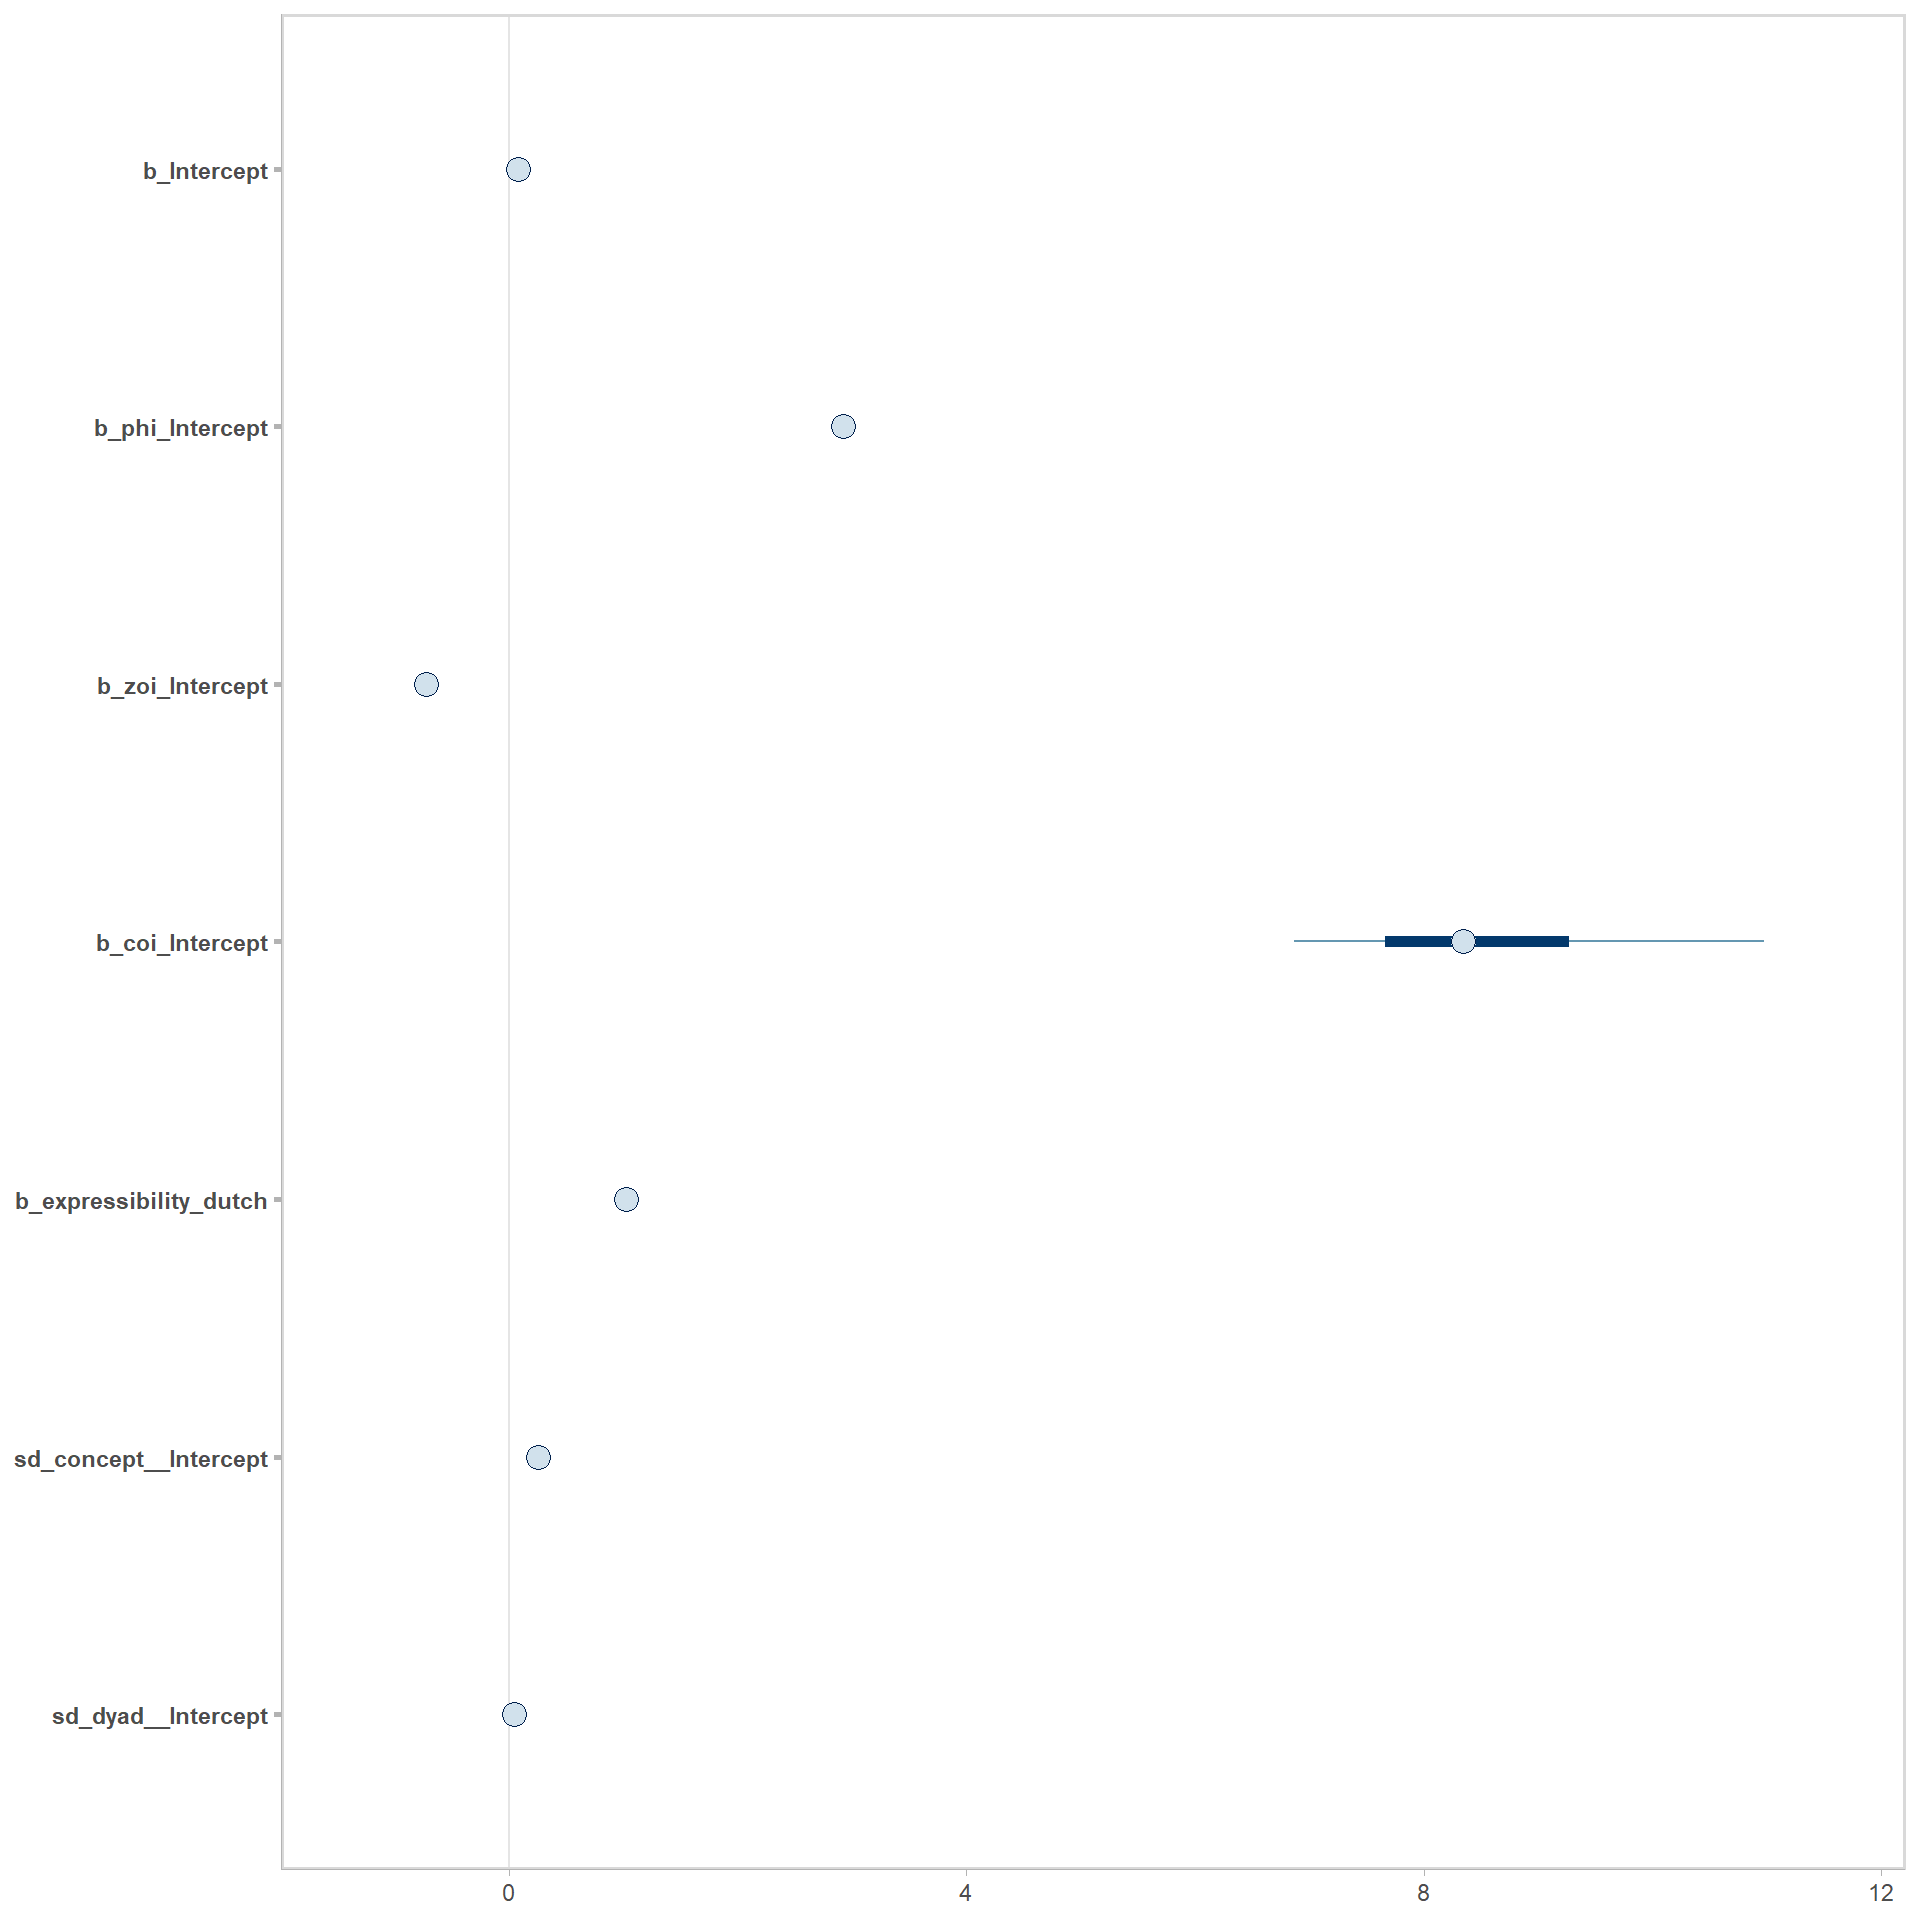 b_Intercept
b_phi_Intercept
b_zoi_Intercept
b_coi_Intercept
b_expressibility_dutch
sd_concept__Intercept
sd_dyad__Intercept
0 4 8 12